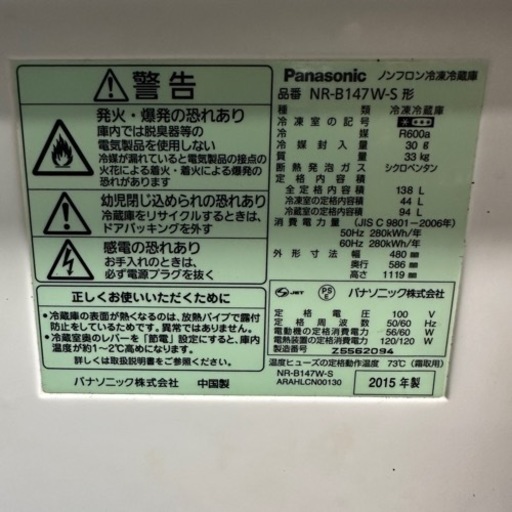 警告
発火・爆発の恐れあり
庫内では脱臭器等の
電気製品を使用しない
冷媒が漏れていると電気製品の接点の
火花による着火・着火による爆発の恐れあり
幼児閉じ込められの恐れあり
冷蔵庫をリサイクルするときは、
ドアパッキングを外す
感電の恐れあり
お手入れのときは、
必ず電源プラグを抜く
正しくお使いいただくために
・冷蔵庫の表面が熱くなるのは、放熱パイプで露付
防止をしているためです。異常ではありません。
・冷蔵室奥のレバーを「節電」設定にすると、庫内
温度が約1〜2℃高めになります。
詳しくは取扱説明書をご覧ください。
パナソニック株式会社 中国製
Panasonic ノンフロン冷凍冷蔵庫
品番 NR-B147W-S 形
種類 冷凍冷蔵庫
冷凍室の記号
冷媒 R600a
冷媒封入量 30 g
質量 33 kg
断熱発泡ガス シクロペンタン
定格内容積
全定格内容積 138 L
冷凍室の定格内容積 44 L
冷蔵室の定格内容積 94 L
消費電力量 (JIS C 9801-2006年)
50Hz 280kWh/年
60Hz 280kWh/年
外形寸法 幅 480 mm
奥行 586 mm
高さ 1119 mm
S JET PS E パナソニック株式会社
定格電圧 100 V
定格周波数 50/60 Hz
電動機の定格消費電力 56/60 W
電熱装置の定格消費電力 120/120 W
製造番号 Z5562094
温度ヒューズの定格動作温度 73℃ (霜取用)
NR-B147W-S
ARAHLCN00130
2015 年製